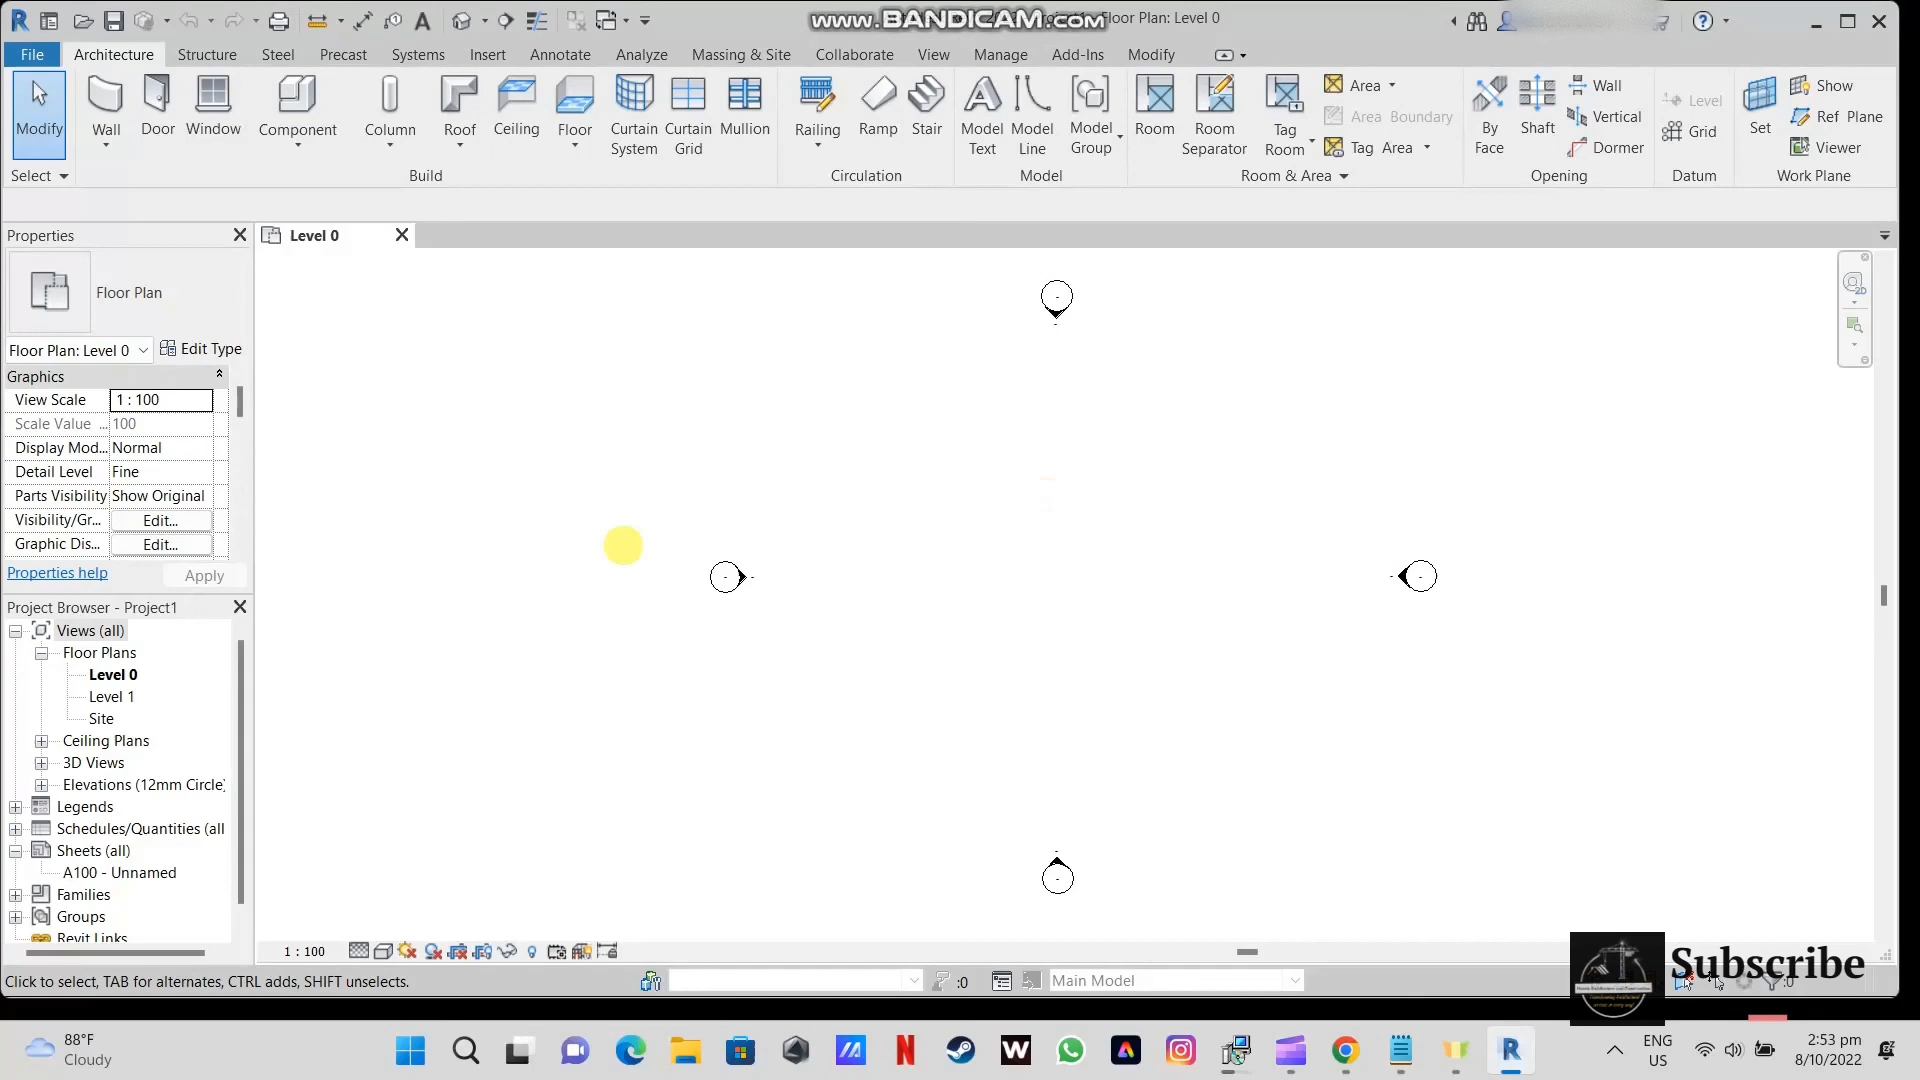 www.BANDICAM.com
Floor Plan: Level 0
File Architecture Structure Steel Precast Systems Insert Annotate Analyze Massing & Site Collaborate View Manage Add-Ins Modify
Modify
Wall
Door
Window
Component
Column
Roof
Ceiling
Floor
Curtain System
Curtain Grid
Mullion
Railing
Ramp
Stair
Model Text
Model Line
Model Group
Room
Room Separator
Tag Room
Area
Area Boundary
Tag Area
By Face
Shaft
Wall
Vertical
Dormer
Level
Grid
Set
Show
Ref Plane
Viewer
Select
Build
Circulation
Model
Room & Area
Opening
Datum
Work Plane
Properties
Level 0
Floor Plan
Floor Plan: Level 0
Edit Type
Graphics
View Scale 1 : 100
Scale Value ... 100
Display Mod... Normal
Detail Level Fine
Parts Visibility Show Original
Visibility/Gr... Edit...
Graphic Dis... Edit...
Properties help
Apply
Project Browser - Project1
Views (all)
Floor Plans
Level 0
Level 1
Site
Ceiling Plans
3D Views
Elevations (12mm Circle)
Legends
Schedules/Quantities (all
Sheets (all)
A100 - Unnamed
Families
Groups
Revit Links
1 : 100
Click to select, TAB for alternates, CTRL adds, SHIFT unselects.
:0
Main Model
:0
Subscribe
88°F
Cloudy
ENG
US
2:53 pm
8/10/2022